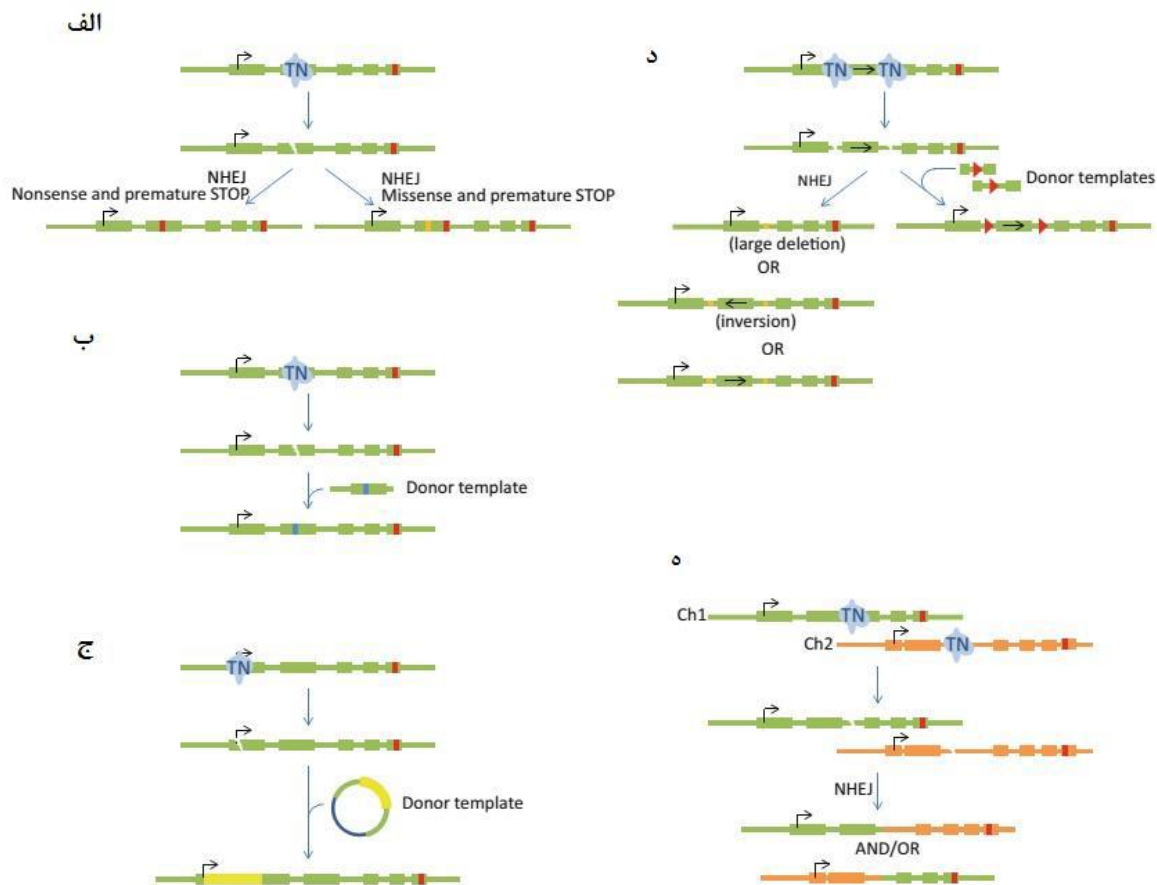 الف
TN
NHEJ
Nonsense and premature STOP
NHEJ
Missense and premature STOP
ب
TN
Donor template
ج
TN
Donor template
د
TN
TN
NHEJ
Donor templates
(large deletion)
OR
(inversion)
OR
ه
Ch1
TN
Ch2
TN
NHEJ
AND/OR